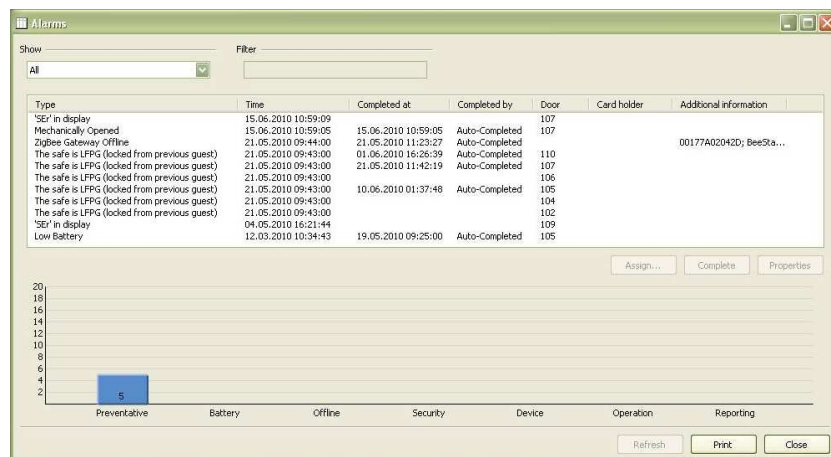 Alarms
Show Filter
All
Type Time Completed at Completed by Door Card holder Additional information
'SEr' in display 15.06.2010 10:59:09 107
Mechanically Opened 15.06.2010 10:59:05 15.06.2010 10:59:05 Auto-Completed 107
ZigBee Gateway Offline 21.05.2010 09:44:00 21.05.2010 11:23:27 Auto-Completed 00177A02042D; BeeSta...
The safe is LFPG (locked from previous guest) 21.05.2010 09:43:00 01.06.2010 16:26:39 Auto-Completed 110
The safe is LFPG (locked from previous guest) 21.05.2010 09:43:00 21.05.2010 11:42:19 Auto-Completed 107
The safe is LFPG (locked from previous guest) 21.05.2010 09:43:00 106
The safe is LFPG (locked from previous guest) 21.05.2010 09:43:00 10.06.2010 01:37:48 Auto-Completed 105
The safe is LFPG (locked from previous guest) 21.05.2010 09:43:00 104
The safe is LFPG (locked from previous guest) 21.05.2010 09:43:00 102
'SEr' in display 04.05.2010 16:21:44 109
Low Battery 12.03.2010 10:34:43 19.05.2010 09:25:00 Auto-Completed 105
Assign... Complete Properties
20
18
16
14
12
10
8
6
4
2
5
Preventative Battery Offline Security Device Operation Reporting
Refresh Print Close